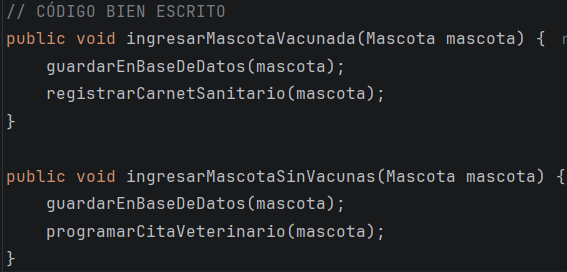 // CÓDIGO BIEN ESCRITO
public void ingresarMascotaVacunada(Mascota mascota) {
    guardarEnBaseDeDatos(mascota);
    registrarCarnetSanitario(mascota);
}

public void ingresarMascotaSinVacunas(Mascota mascota) {
    guardarEnBaseDeDatos(mascota);
    programarCitaVeterinario(mascota);
}